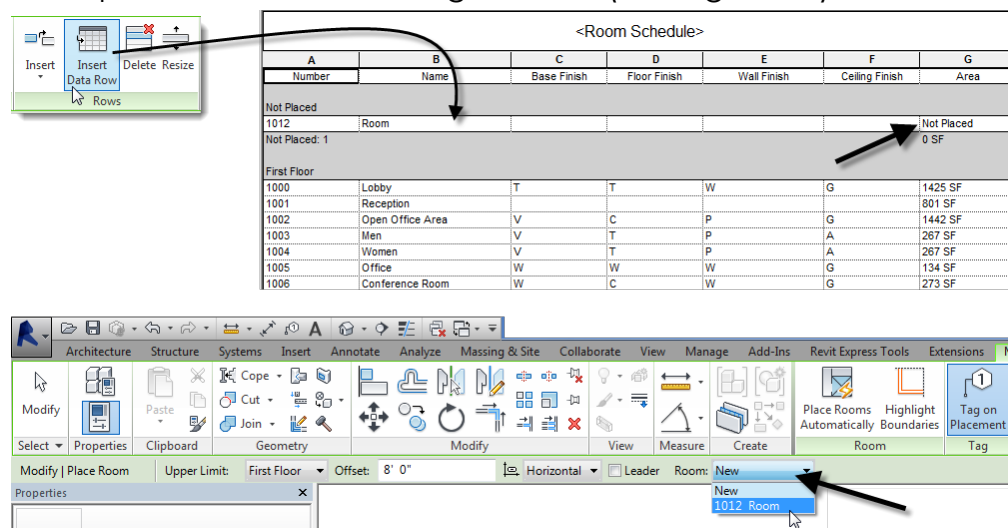 <Room Schedule>
Insert Insert Data Row Delete Resize
Rows
A B C D E F G
Number Name Base Finish Floor Finish Wall Finish Ceiling Finish Area
Not Placed
1012 Room Not Placed
Not Placed: 1 0 SF
First Floor
1000 Lobby T T W G 1425 SF
1001 Reception 801 SF
1002 Open Office Area V C P G 1442 SF
1003 Men V T P A 267 SF
1004 Women V T P A 267 SF
1005 Office W W W G 134 SF
1006 Conference Room W C W G 273 SF
Architecture Structure Systems Insert Annotate Analyze Massing & Site Collaborate View Manage Add-Ins Revit Express Tools Extensions
Modify Paste Cope Cut Join Place Rooms Automatically Highlight Boundaries Tag on Placement
Select Properties Clipboard Geometry Modify View Measure Create Room Tag
Modify | Place Room Upper Limit: First Floor Offset: 8' 0" Horizontal Leader Room: New
Properties x New
1012 Room